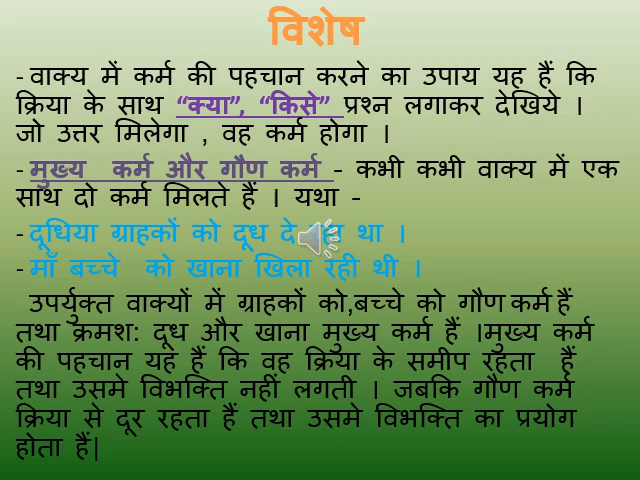 विशेष
- वाक्य में कर्म की पहचान करने का उपाय यह हैं कि
क्रिया के साथ “क्या”, “किसे” प्रश्न लगाकर देखिये ।
जो उत्तर मिलेगा , वह कर्म होगा ।
- मुख्य कर्म और गौण कर्म – कभी कभी वाक्य में एक
साथ दो कर्म मिलते हैं । यथा –
- दूधिया ग्राहकों को दूध दे था ।
- माँ बच्चे को खाना खिला रही थी ।
उपर्युक्त वाक्यों में ग्राहकों को,बच्चे को गौण कर्म हैं
तथा क्रमश: दूध और खाना मुख्य कर्म हैं ।मुख्य कर्म
की पहचान यह हैं कि वह क्रिया के समीप रहता हैं
तथा उसमे विभक्ति नहीं लगती । जबकि गौण कर्म
क्रिया से दूर रहता हैं तथा उसमे विभक्ति का प्रयोग
होता हैं|